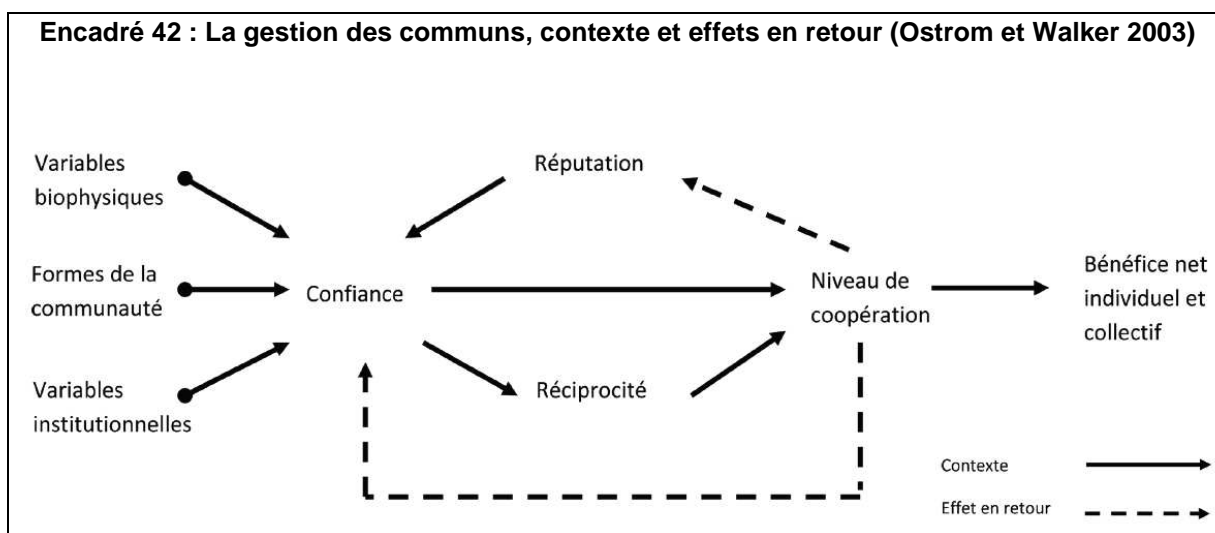 Encadré 42 : La gestion des communs, contexte et effets en retour (Ostrom et Walker 2003)
Variables
biophysiques
Réputation
Formes de la
communauté
Confiance
Niveau de
coopération
Bénéfice net
individuel et
collectif
Variables
institutionnelles
Réciprocité
Contexte
Effet en retour